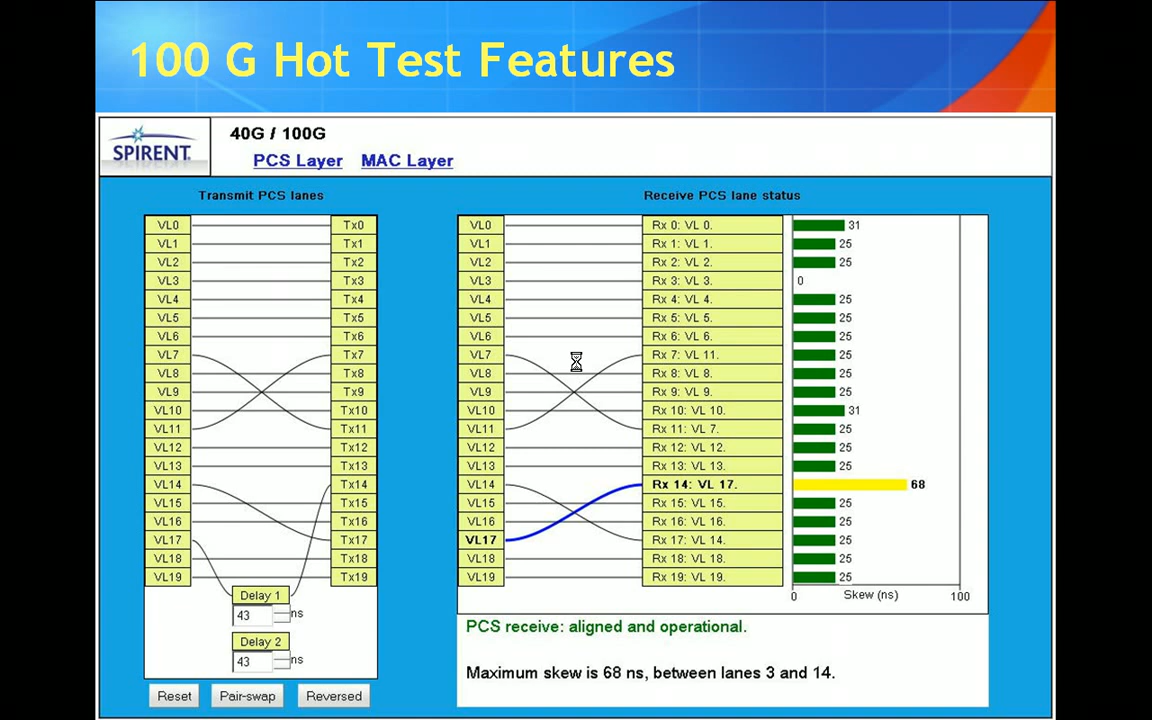 100 G Hot Test Features
SPIRENT
40G / 100G
PCS Layer MAC Layer
Transmit PCS lanes
VL0 Tx0
VL1 Tx1
VL2 Tx2
VL3 Tx3
VL4 Tx4
VL5 Tx5
VL6 Tx6
VL7 Tx7
VL8 Tx8
VL9 Tx9
VL10 Tx10
VL11 Tx11
VL12 Tx12
VL13 Tx13
VL14 Tx14
VL15 Tx15
VL16 Tx16
VL17 Tx17
VL18 Tx18
VL19 Tx19
Delay 1
43 ns
Delay 2
43 ns
Reset Pair-swap Reversed
Receive PCS lane status
VL0 Rx 0: VL 0. 31
VL1 Rx 1: VL 1. 25
VL2 Rx 2: VL 2. 25
VL3 Rx 3: VL 3. 0
VL4 Rx 4: VL 4. 25
VL5 Rx 5: VL 5. 25
VL6 Rx 6: VL 6. 25
VL7 Rx 7: VL 11. 25
VL8 Rx 8: VL 8. 25
VL9 Rx 9: VL 9. 25
VL10 Rx 10: VL 10. 31
VL11 Rx 11: VL 7. 25
VL12 Rx 12: VL 12. 25
VL13 Rx 13: VL 13. 25
VL14 Rx 14: VL 17. 68
VL15 Rx 15: VL 15. 25
VL16 Rx 16: VL 16. 25
VL17 Rx 17: VL 14. 25
VL18 Rx 18: VL 18. 25
VL19 Rx 19: VL 19. 25
0 Skew (ns) 100
PCS receive: aligned and operational.
Maximum skew is 68 ns, between lanes 3 and 14.